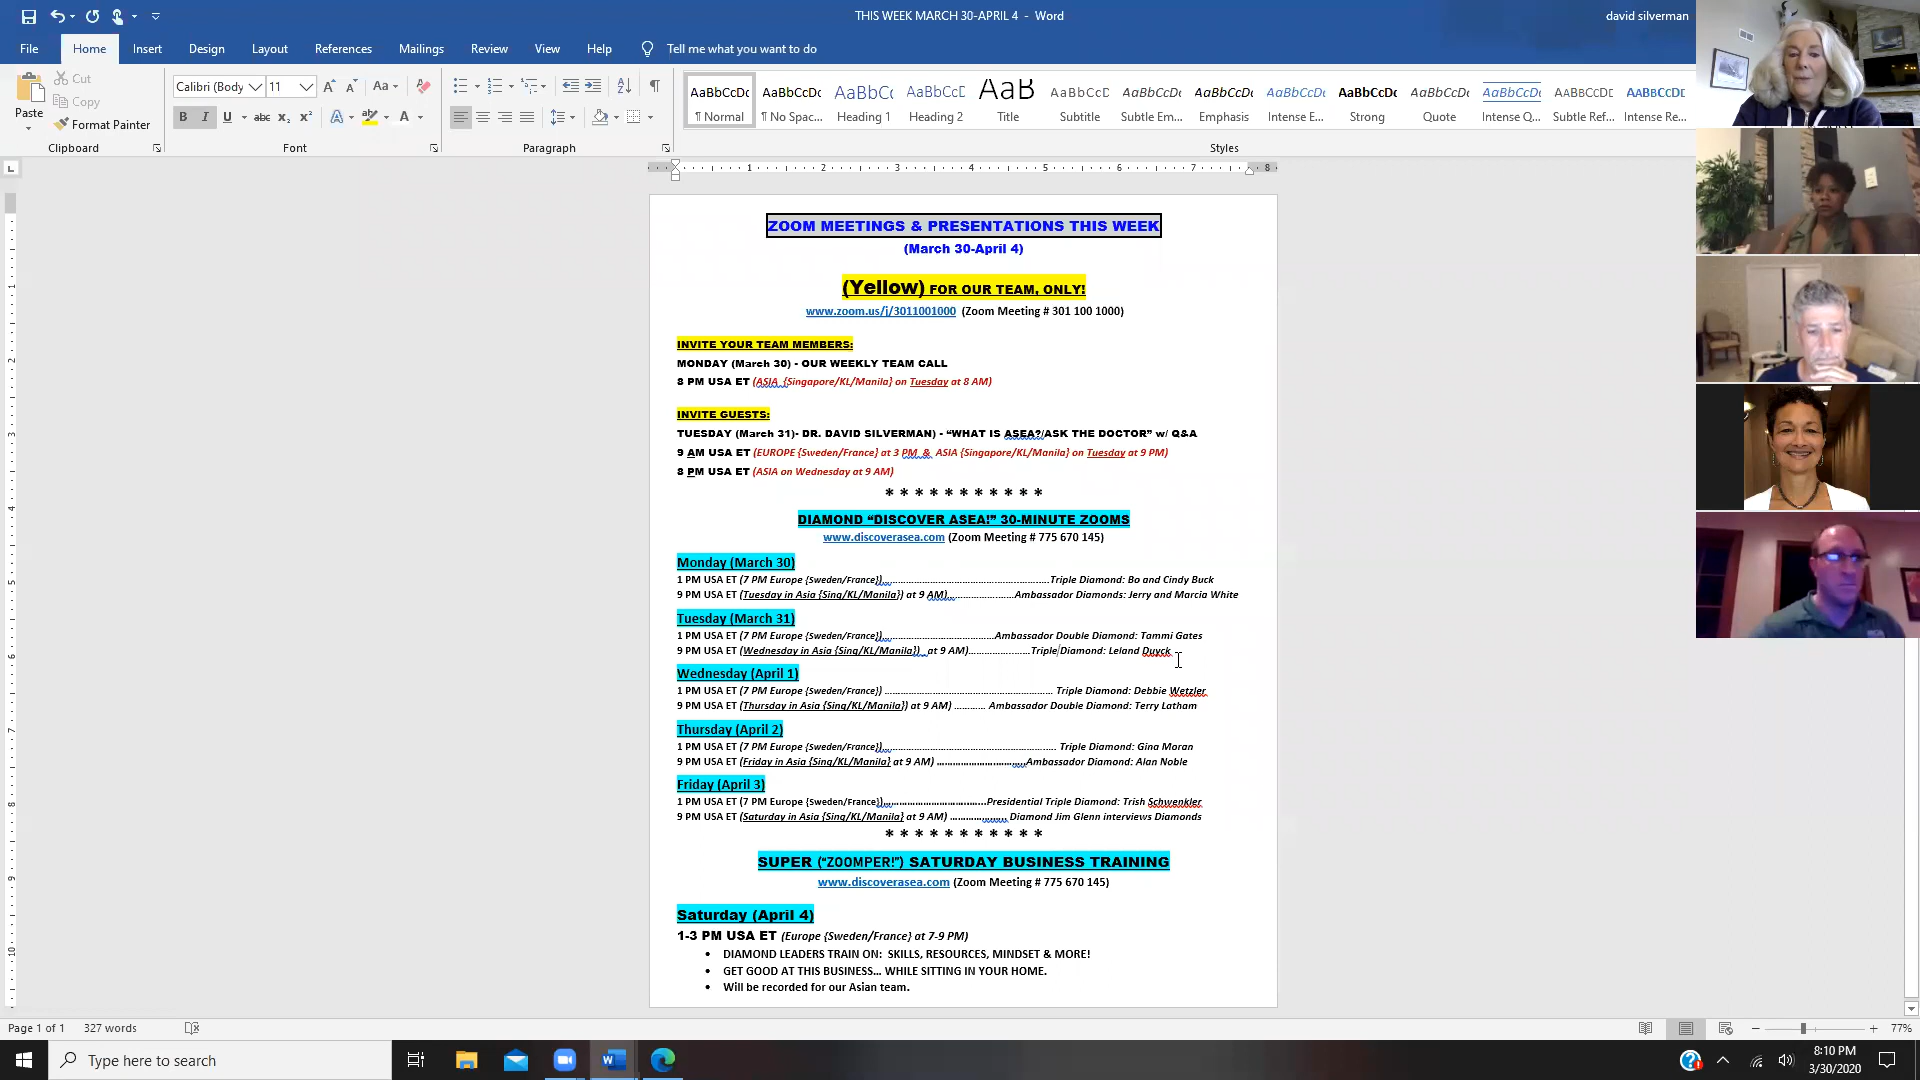 THIS WEEK MARCH 30-APRIL 4 - Word
david silverman
File Home Insert Design Layout References Mailings Review View Help Tell me what you want to do
Paste
Cut
Copy
Format Painter
Calibri (Body 11
AaBbCcDc AaBbCcDc AaBbCc AaBbCcD AaB AaBbCcD AaBbCcDc AaBbCcDc AaBbCcDc AaBbCcDc AaBbCcDc AaBbCcDc AABBCCDE AABBCCDE
¶ Normal ¶ No Spac... Heading 1 Heading 2 Title Subtitle Subtle Em... Emphasis Intense E... Strong Quote Intense Q... Subtle Ref... Intense Re...
Clipboard Font Paragraph Styles
ZOOM MEETINGS & PRESENTATIONS THIS WEEK
(March 30-April 4)
(Yellow) FOR OUR TEAM, ONLY!
www.zoom.us/j/3011001000 (Zoom Meeting # 301 100 1000)
INVITE YOUR TEAM MEMBERS:
MONDAY (March 30) - OUR WEEKLY TEAM CALL
8 PM USA ET (ASIA {Singapore/KL/Manila} on Tuesday at 8 AM)
INVITE GUESTS:
TUESDAY (March 31)- DR. DAVID SILVERMAN) - “WHAT IS ASEA?/ASK THE DOCTOR” w/ Q&A
9 AM USA ET (EUROPE {Sweden/France} at 3 PM & ASIA {Singapore/KL/Manila} on Tuesday at 9 PM)
8 PM USA ET (ASIA on Wednesday at 9 AM)
* * * * * * * * * * *
DIAMOND “DISCOVER ASEA!” 30-MINUTE ZOOMS
www.discoverasea.com (Zoom Meeting # 775 670 145)
Monday (March 30)
1 PM USA ET (7 PM Europe {Sweden/France})……………………………………………Triple Diamond: Bo and Cindy Buck
9 PM USA ET (Tuesday in Asia {Sing/KL/Manila}) at 9 AM)…………………Ambassador Diamonds: Jerry and Marcia White
Tuesday (March 31)
1 PM USA ET (7 PM Europe {Sweden/France})………………………………Ambassador Double Diamond: Tammi Gates
9 PM USA ET (Wednesday in Asia {Sing/KL/Manila}) at 9 AM)…………………Triple Diamond: Leland Duyck
Wednesday (April 1)
1 PM USA ET (7 PM Europe {Sweden/France}) …………………………………………………… Triple Diamond: Debbie Wetzler
9 PM USA ET (Thursday in Asia {Sing/KL/Manila}) at 9 AM) ………… Ambassador Double Diamond: Terry Latham
Thursday (April 2)
1 PM USA ET (7 PM Europe {Sweden/France})…………………………………………………… Triple Diamond: Gina Moran
9 PM USA ET (Friday in Asia {Sing/KL/Manila} at 9 AM) …………………………Ambassador Diamond: Alan Noble
Friday (April 3)
1 PM USA ET (7 PM Europe {Sweden/France})……………………………Presidential Triple Diamond: Trish Schwenkler
9 PM USA ET (Saturday in Asia {Sing/KL/Manila} at 9 AM) ……………… Diamond Jim Glenn interviews Diamonds
* * * * * * * * * * *
SUPER (“ZOOMPER!”) SATURDAY BUSINESS TRAINING
www.discoverasea.com (Zoom Meeting # 775 670 145)
Saturday (April 4)
1-3 PM USA ET (Europe {Sweden/France} at 7-9 PM)
• DIAMOND LEADERS TRAIN ON: SKILLS, RESOURCES, MINDSET & MORE!
• GET GOOD AT THIS BUSINESS… WHILE SITTING IN YOUR HOME.
• Will be recorded for our Asian team.
Page 1 of 1 327 words 77%
Type here to search
8:10 PM
3/30/2020